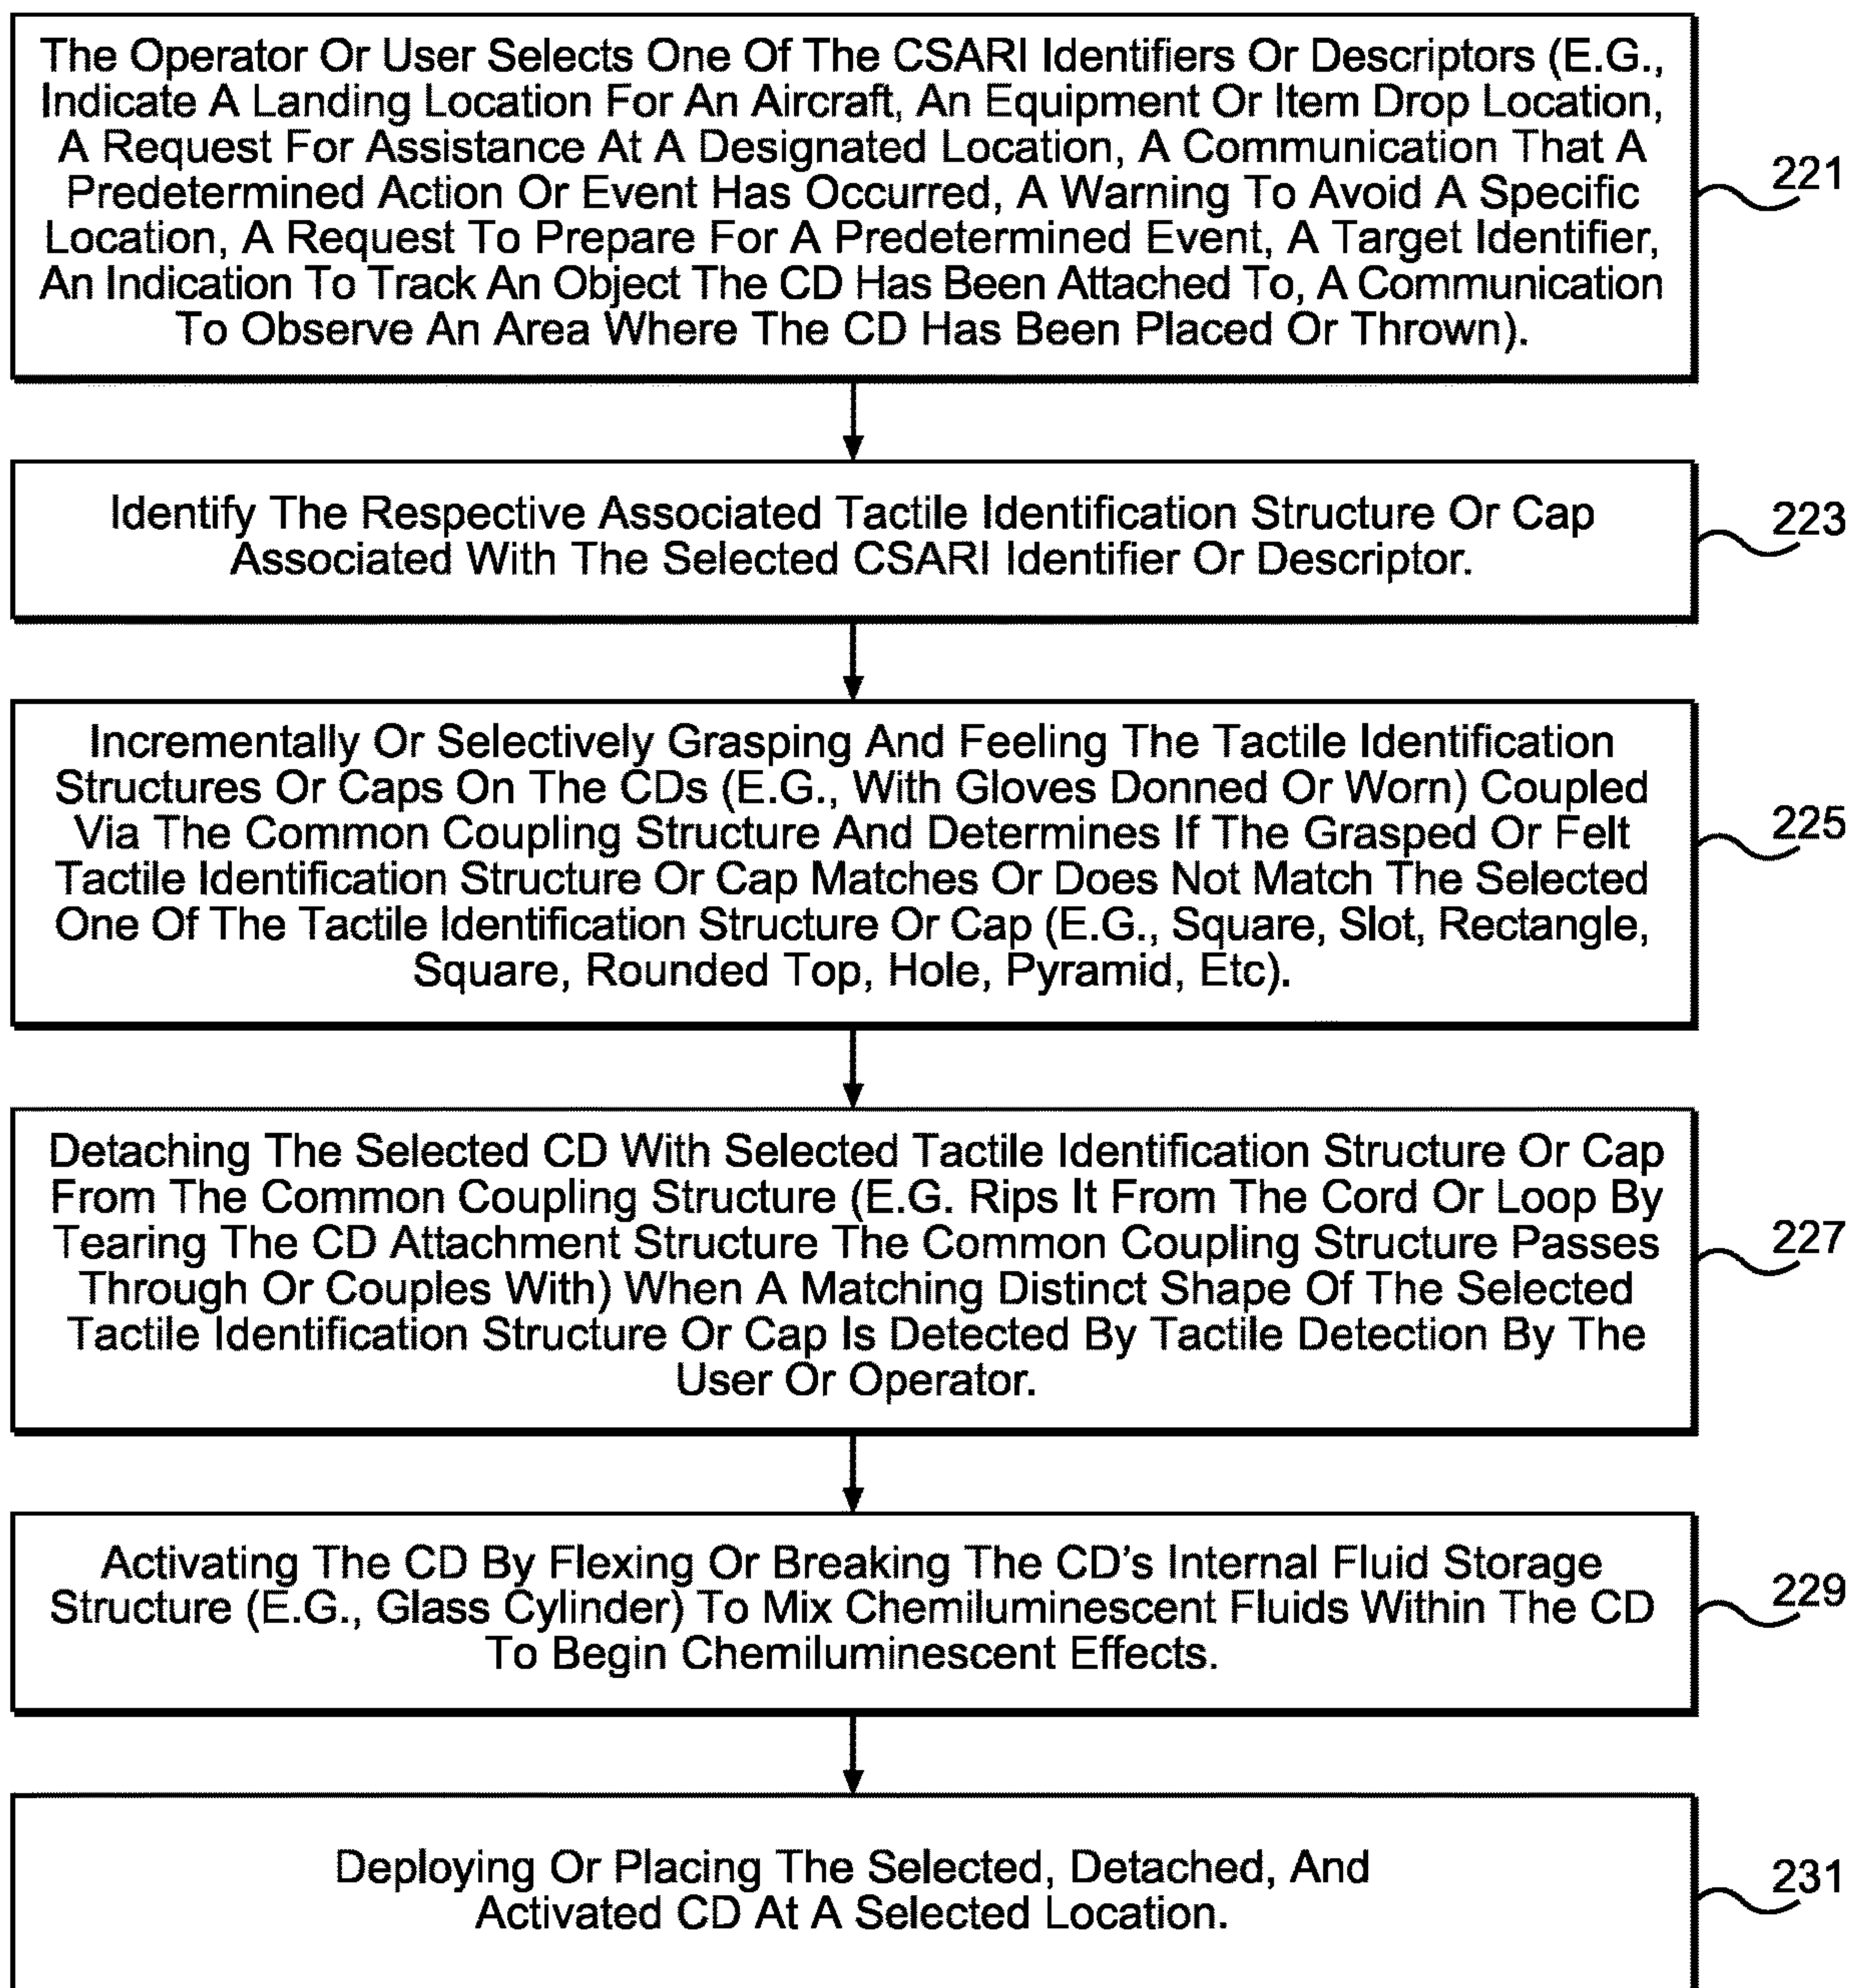 The Operator Or User Selects One Of The CSARI Identifiers Or Descriptors (E.G.,
Indicate A Landing Location For An Aircraft, An Equipment Or Item Drop Location,
A Request For Assistance At A Designated Location, A Communication That A
Predetermined Action Or Event Has Occurred, A Warning To Avoid A Specific
Location, A Request To Prepare For A Predetermined Event, A Target Identifier,
An Indication To Track An Object The CD Has Been Attached To, A Communication
To Observe An Area Where The CD Has Been Placed Or Thrown).
221
Identify The Respective Associated Tactile Identification Structure Or Cap
Associated With The Selected CSARI Identifier Or Descriptor.
223
Incrementally Or Selectively Grasping And Feeling The Tactile Identification
Structures Or Caps On The CDs (E.G., With Gloves Donned Or Worn) Coupled
Via The Common Coupling Structure And Determines If The Grasped Or Felt
Tactile Identification Structure Or Cap Matches Or Does Not Match The Selected
One Of The Tactile Identification Structure Or Cap (E.G., Square, Slot, Rectangle,
Square, Rounded Top, Hole, Pyramid, Etc).
225
Detaching The Selected CD With Selected Tactile Identification Structure Or Cap
From The Common Coupling Structure (E.G. Rips It From The Cord Or Loop By
Tearing The CD Attachment Structure The Common Coupling Structure Passes
Through Or Couples With) When A Matching Distinct Shape Of The Selected
Tactile Identification Structure Or Cap Is Detected By Tactile Detection By The
User Or Operator.
227
Activating The CD By Flexing Or Breaking The CD's Internal Fluid Storage
Structure (E.G., Glass Cylinder) To Mix Chemiluminescent Fluids Within The CD
To Begin Chemiluminescent Effects.
229
Deploying Or Placing The Selected, Detached, And
Activated CD At A Selected Location.
231